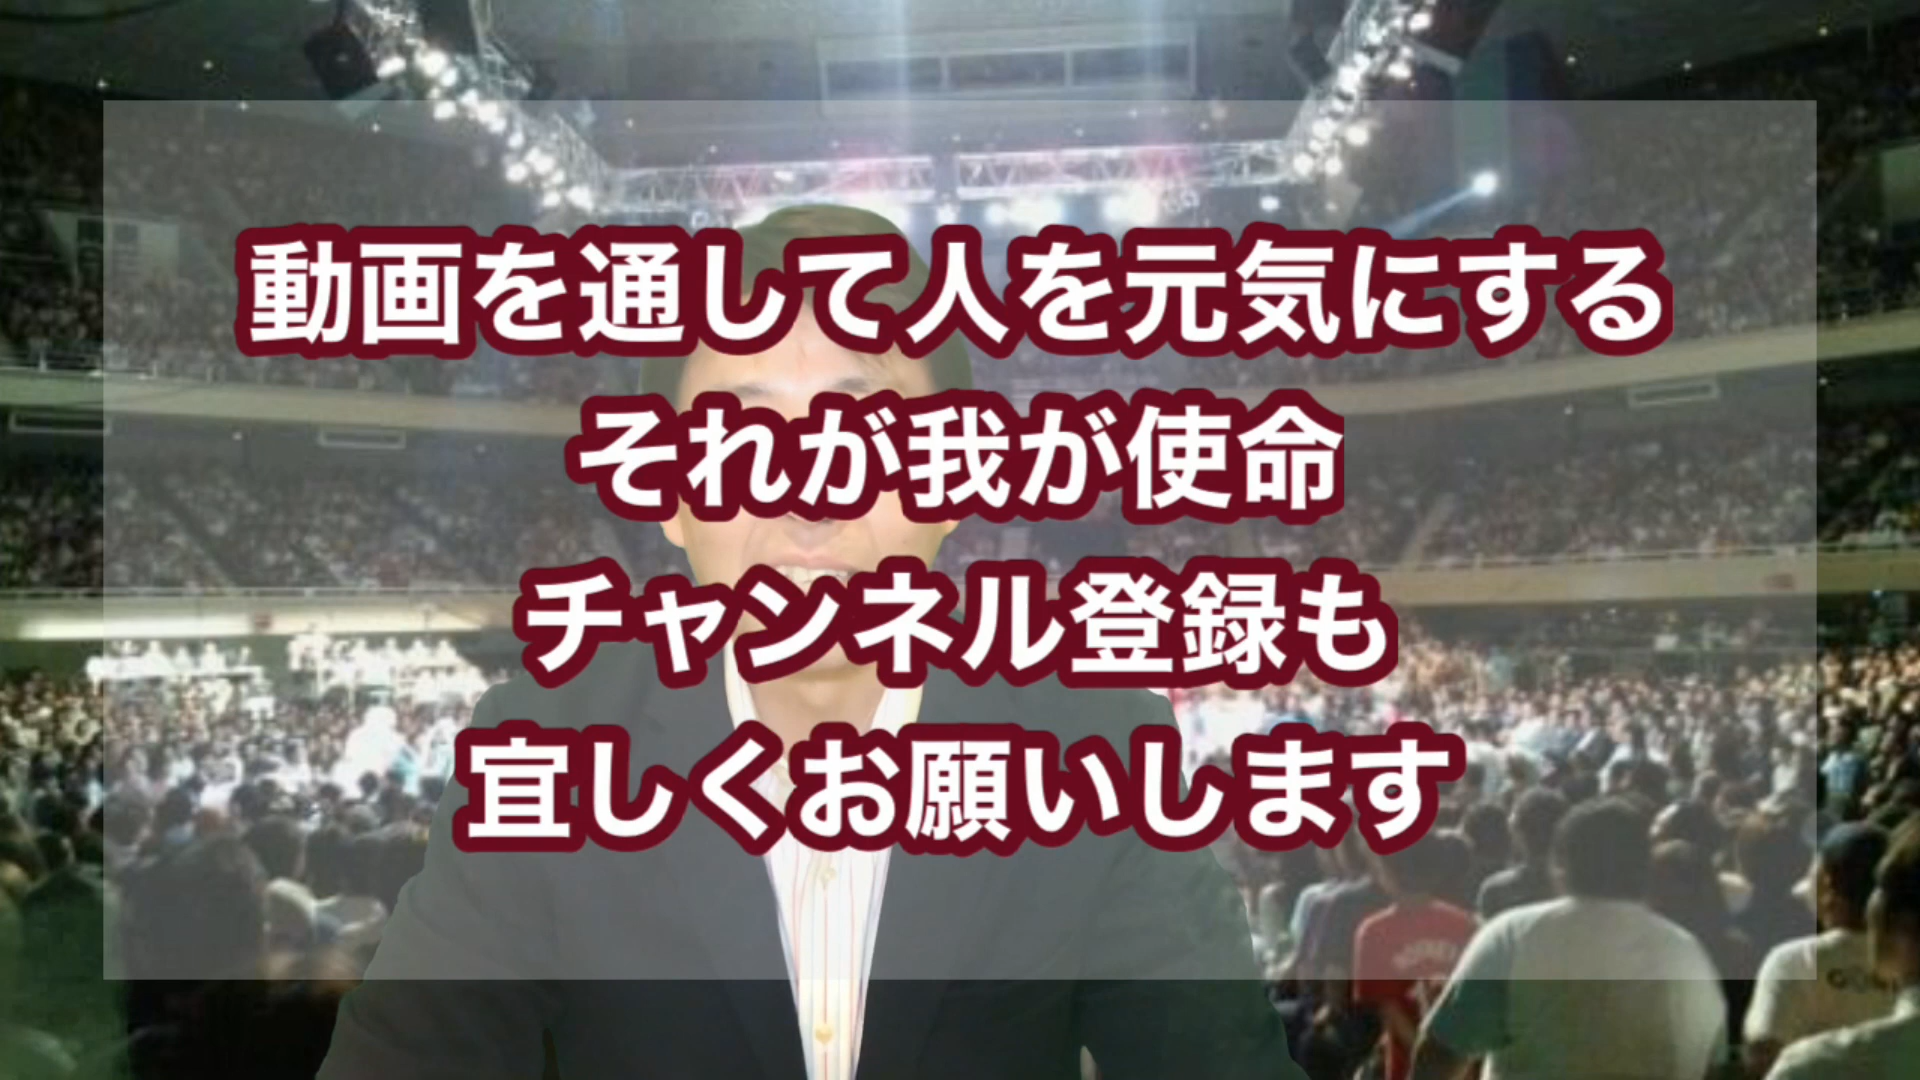 動画を通して人を元気にする
それが我が使命
チャンネル登録も
宜しくお願いします